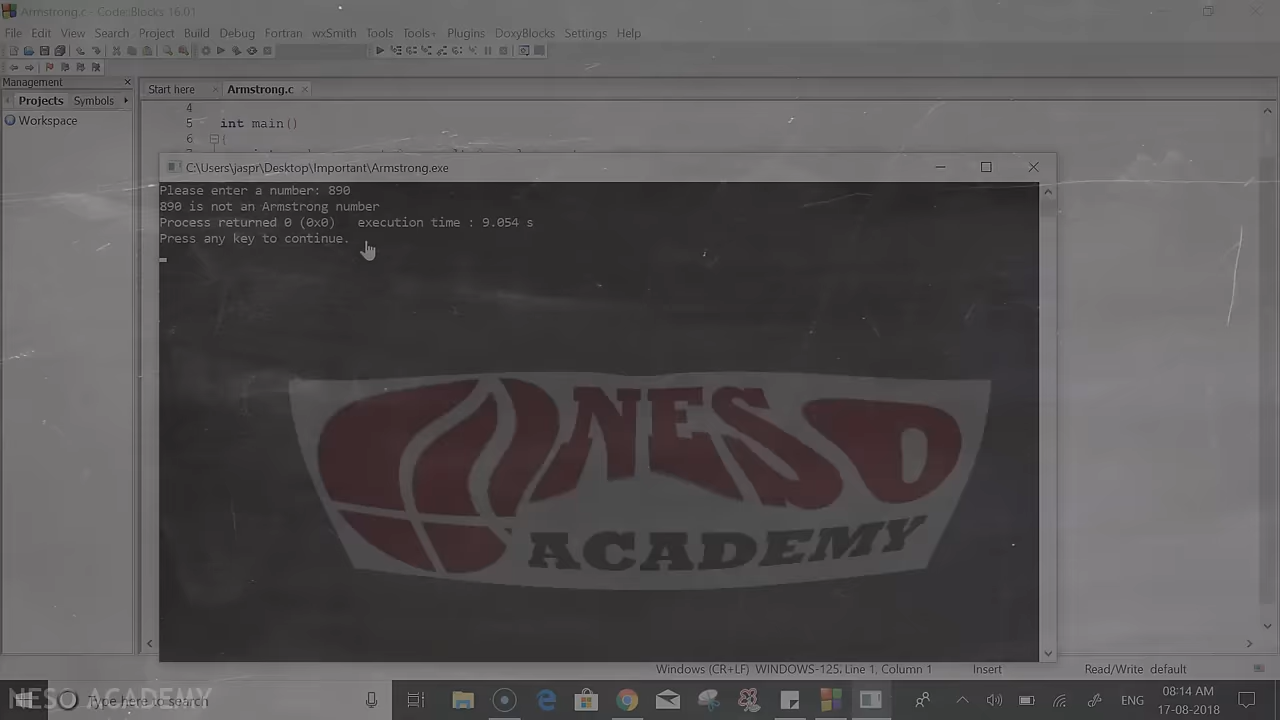 Armstrong.c - Code::Blocks 16.01
File Edit View Search Project Build Debug Fortran wxSmith Tools Tools+ Plugins DoxyBlocks Settings Help
Management
Start here
Armstrong.c
Projects Symbols
Workspace
4
5 int main()
6 {
C:\Users\jaspr\Desktop\Important\Armstrong.exe
Please enter a number: 890
890 is not an Armstrong number
Process returned 0 (0x0) execution time : 9.054 s
Press any key to continue.
NESO
ACADEMY
Windows (CR+LF) WINDOWS-125 Line 1, Column 1 Insert Read/Write default
NESO ACADEMY
Type here to search
ENG
08:14 AM
17-08-2018